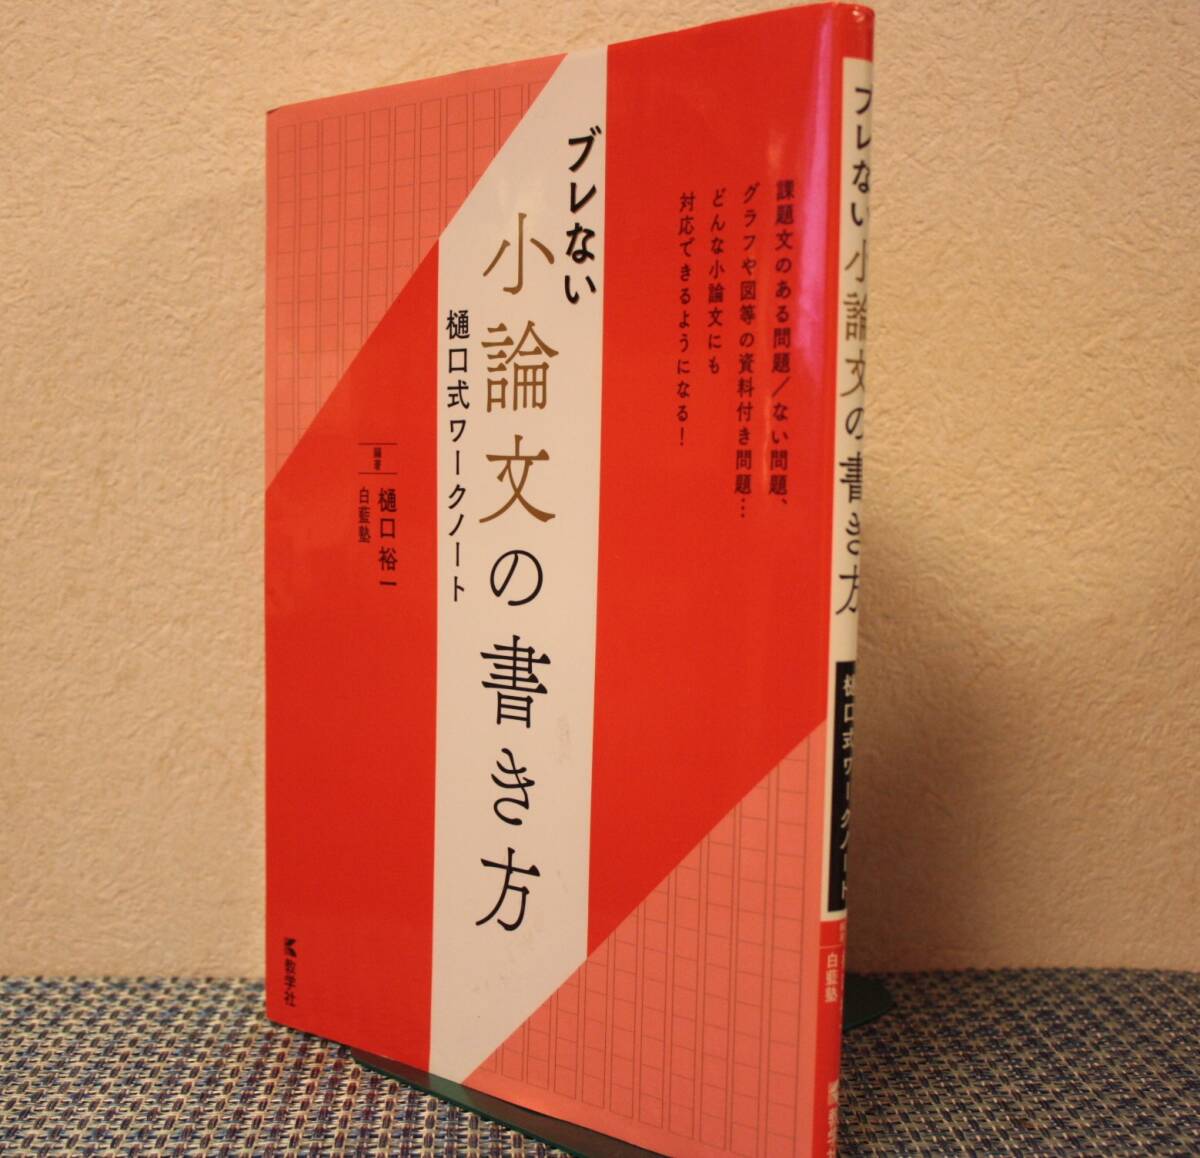 課題文のある問題／ない問題、
グラフや図等の資料付き問題…
どんな小論文にも
対応できるようになる！
ブレない
小論文の書き方
樋口式ワークノート
編著
樋口裕一
白藍塾
教学社
ブレない小論文の書き方
樋口式ワークノート
白藍塾
教学社